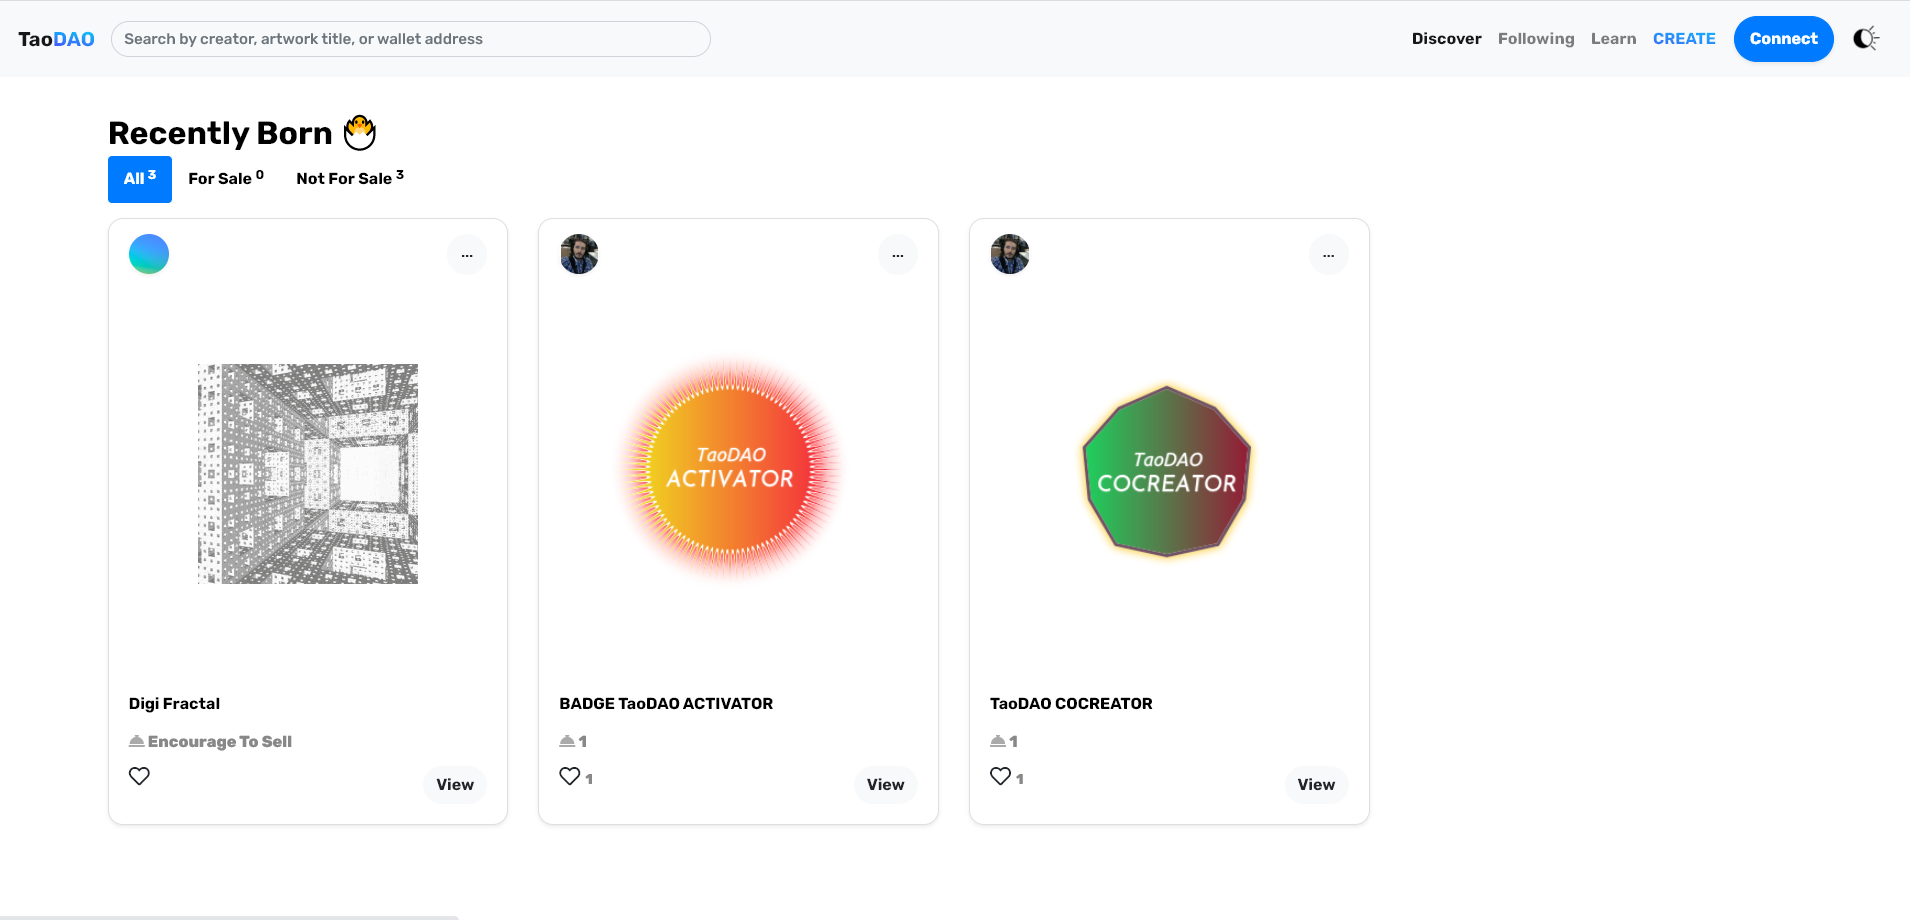 TaoDAO
Search by creator, artwork title, or wallet address
Discover
Following
Learn
CREATE
Connect
Recently Born
All 3
For Sale 0
Not For Sale 3
...
...
...
TaoDAO
ACTIVATOR
TaoDAO
COCREATOR
Digi Fractal
BADGE TaoDAO ACTIVATOR
TaoDAO COCREATOR
Encourage To Sell
1
1
1
1
View
View
View